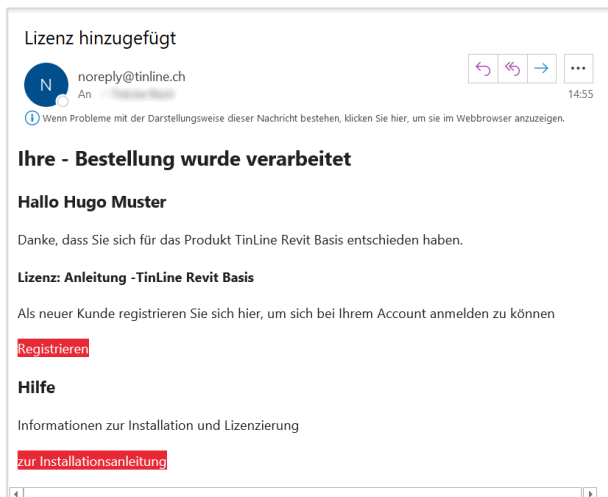 Lizenz hinzugefügt
N
noreply@tinline.ch
An
14:55
Wenn Probleme mit der Darstellungsweise dieser Nachricht bestehen, klicken Sie hier, um sie im Webbrowser anzuzeigen.
Ihre - Bestellung wurde verarbeitet
Hallo Hugo Muster
Danke, dass Sie sich für das Produkt TinLine Revit Basis entschieden haben.
Lizenz: Anleitung -TinLine Revit Basis
Als neuer Kunde registrieren Sie sich hier, um sich bei Ihrem Account anmelden zu können
Registrieren
Hilfe
Informationen zur Installation und Lizenzierung
zur Installationsanleitung